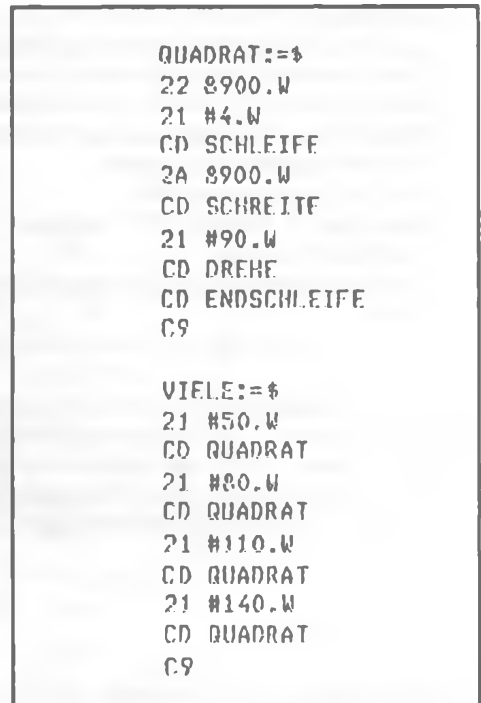 QUADRAT:=$
22 8900.W
21 #4.W
CD SCHLEIFE
2A 8900.W
CD SCHREITE
21 #90.W
CD DREHE
CD ENDSCHLEIFE
C9
VIELE:=$
21 #50.W
CD QUADRAT
21 #80.W
CD QUADRAT
21 #110.W
CD QUADRAT
21 #140.W
CD QUADRAT
C9